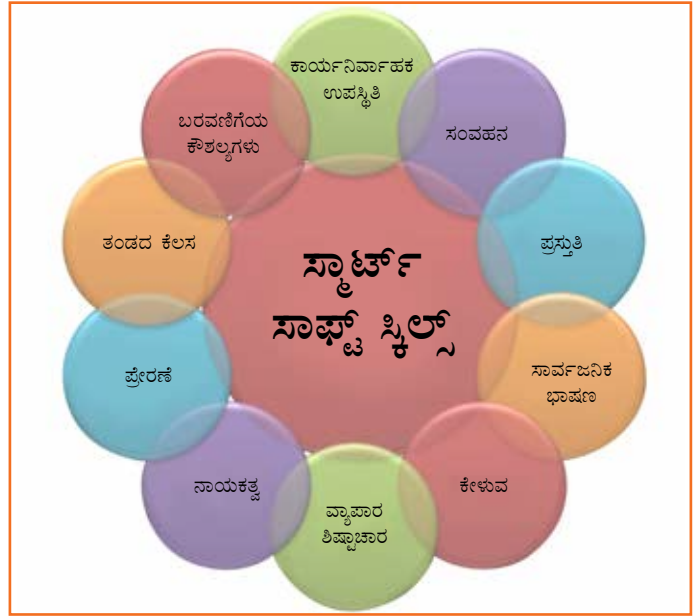 ಸ್ಮಾರ್ಟ್
ಸಾಫ್ಟ್ ಸ್ಕಿಲ್ಸ್
ಕಾರ್ಯನಿರ್ವಾಹಕ
ಉಪಸ್ಥಿತಿ
ಸಂವಹನ
ಪ್ರಸ್ತುತಿ
ಸಾರ್ವಜನಿಕ
ಭಾಷಣ
ಕೇಳುವ
ವ್ಯಾಪಾರ
ಶಿಷ್ಟಾಚಾರ
ನಾಯಕತ್ವ
ಪ್ರೇರಣೆ
ತಂಡದ ಕೆಲಸ
ಬರವಣಿಗೆಯ
ಕೌಶಲ್ಯಗಳು